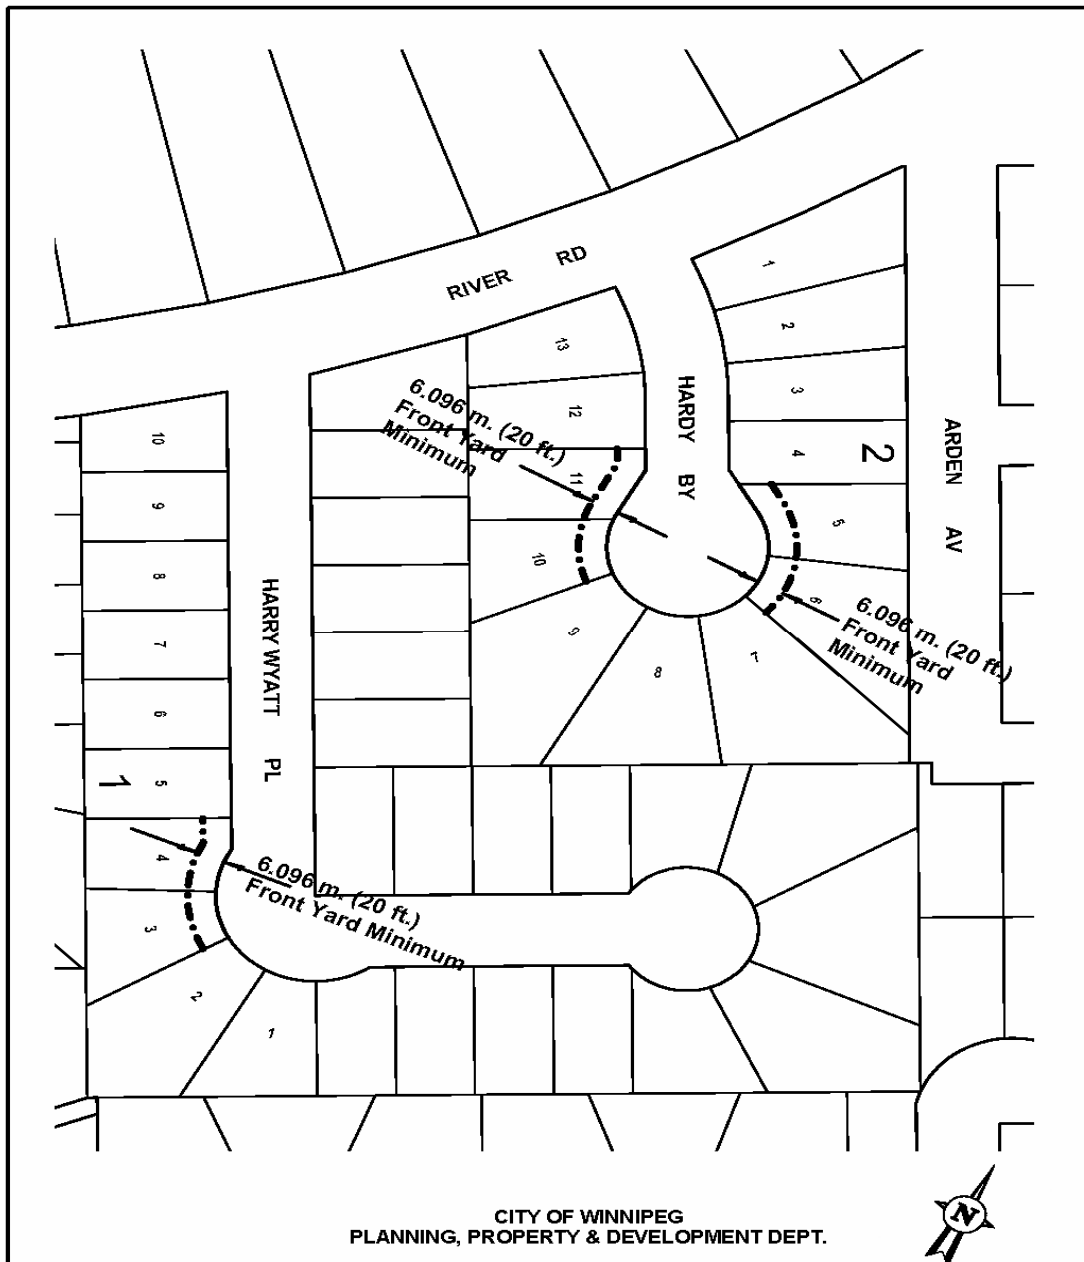 RIVER RD
1
2
3
4
2
5
6
7
8
9
10
11
12
13
HARDY BY
ARDEN AV
6.096 m. (20 ft.)
Front Yard
Minimum
6.096 m. (20 ft.)
Front Yard
Minimum
10
9
8
7
6
5
1
4
3
2
1
HARRY WYATT PL
6.096 m. (20 ft.)
Front Yard Minimum
N
CITY OF WINNIPEG
PLANNING, PROPERTY & DEVELOPMENT DEPT.